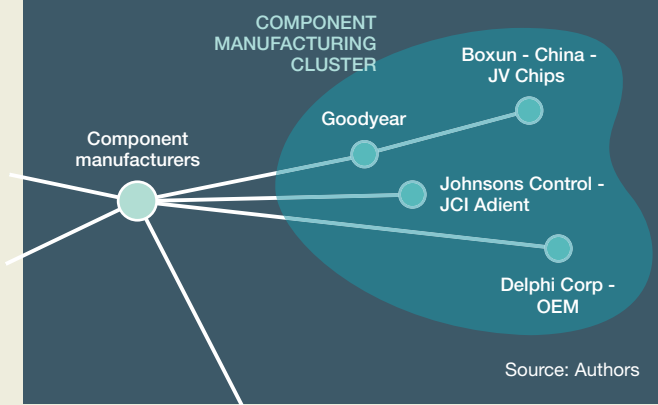 COMPONENT
MANUFACTURING
CLUSTER
Boxun - China -
JV Chips
Goodyear
Component
manufacturers
Johnsons Control -
JCI Adient
Delphi Corp -
OEM
Source: Authors